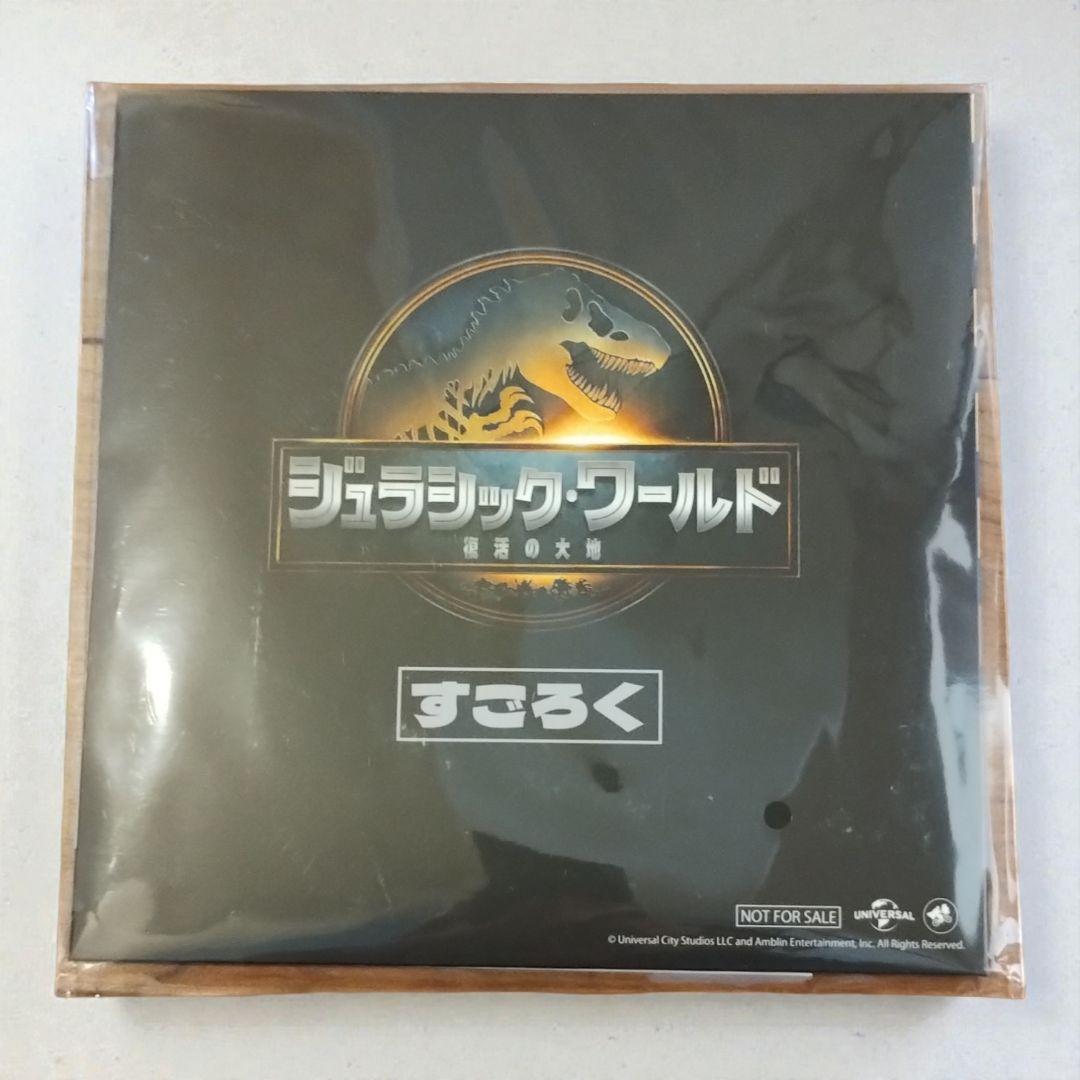 ジュラシック・ワールド
復活の大地
すごろく
NOT FOR SALE
UNIVERSAL
© Universal City Studios LLC and Amblin Entertainment, Inc. All Rights Reserved.